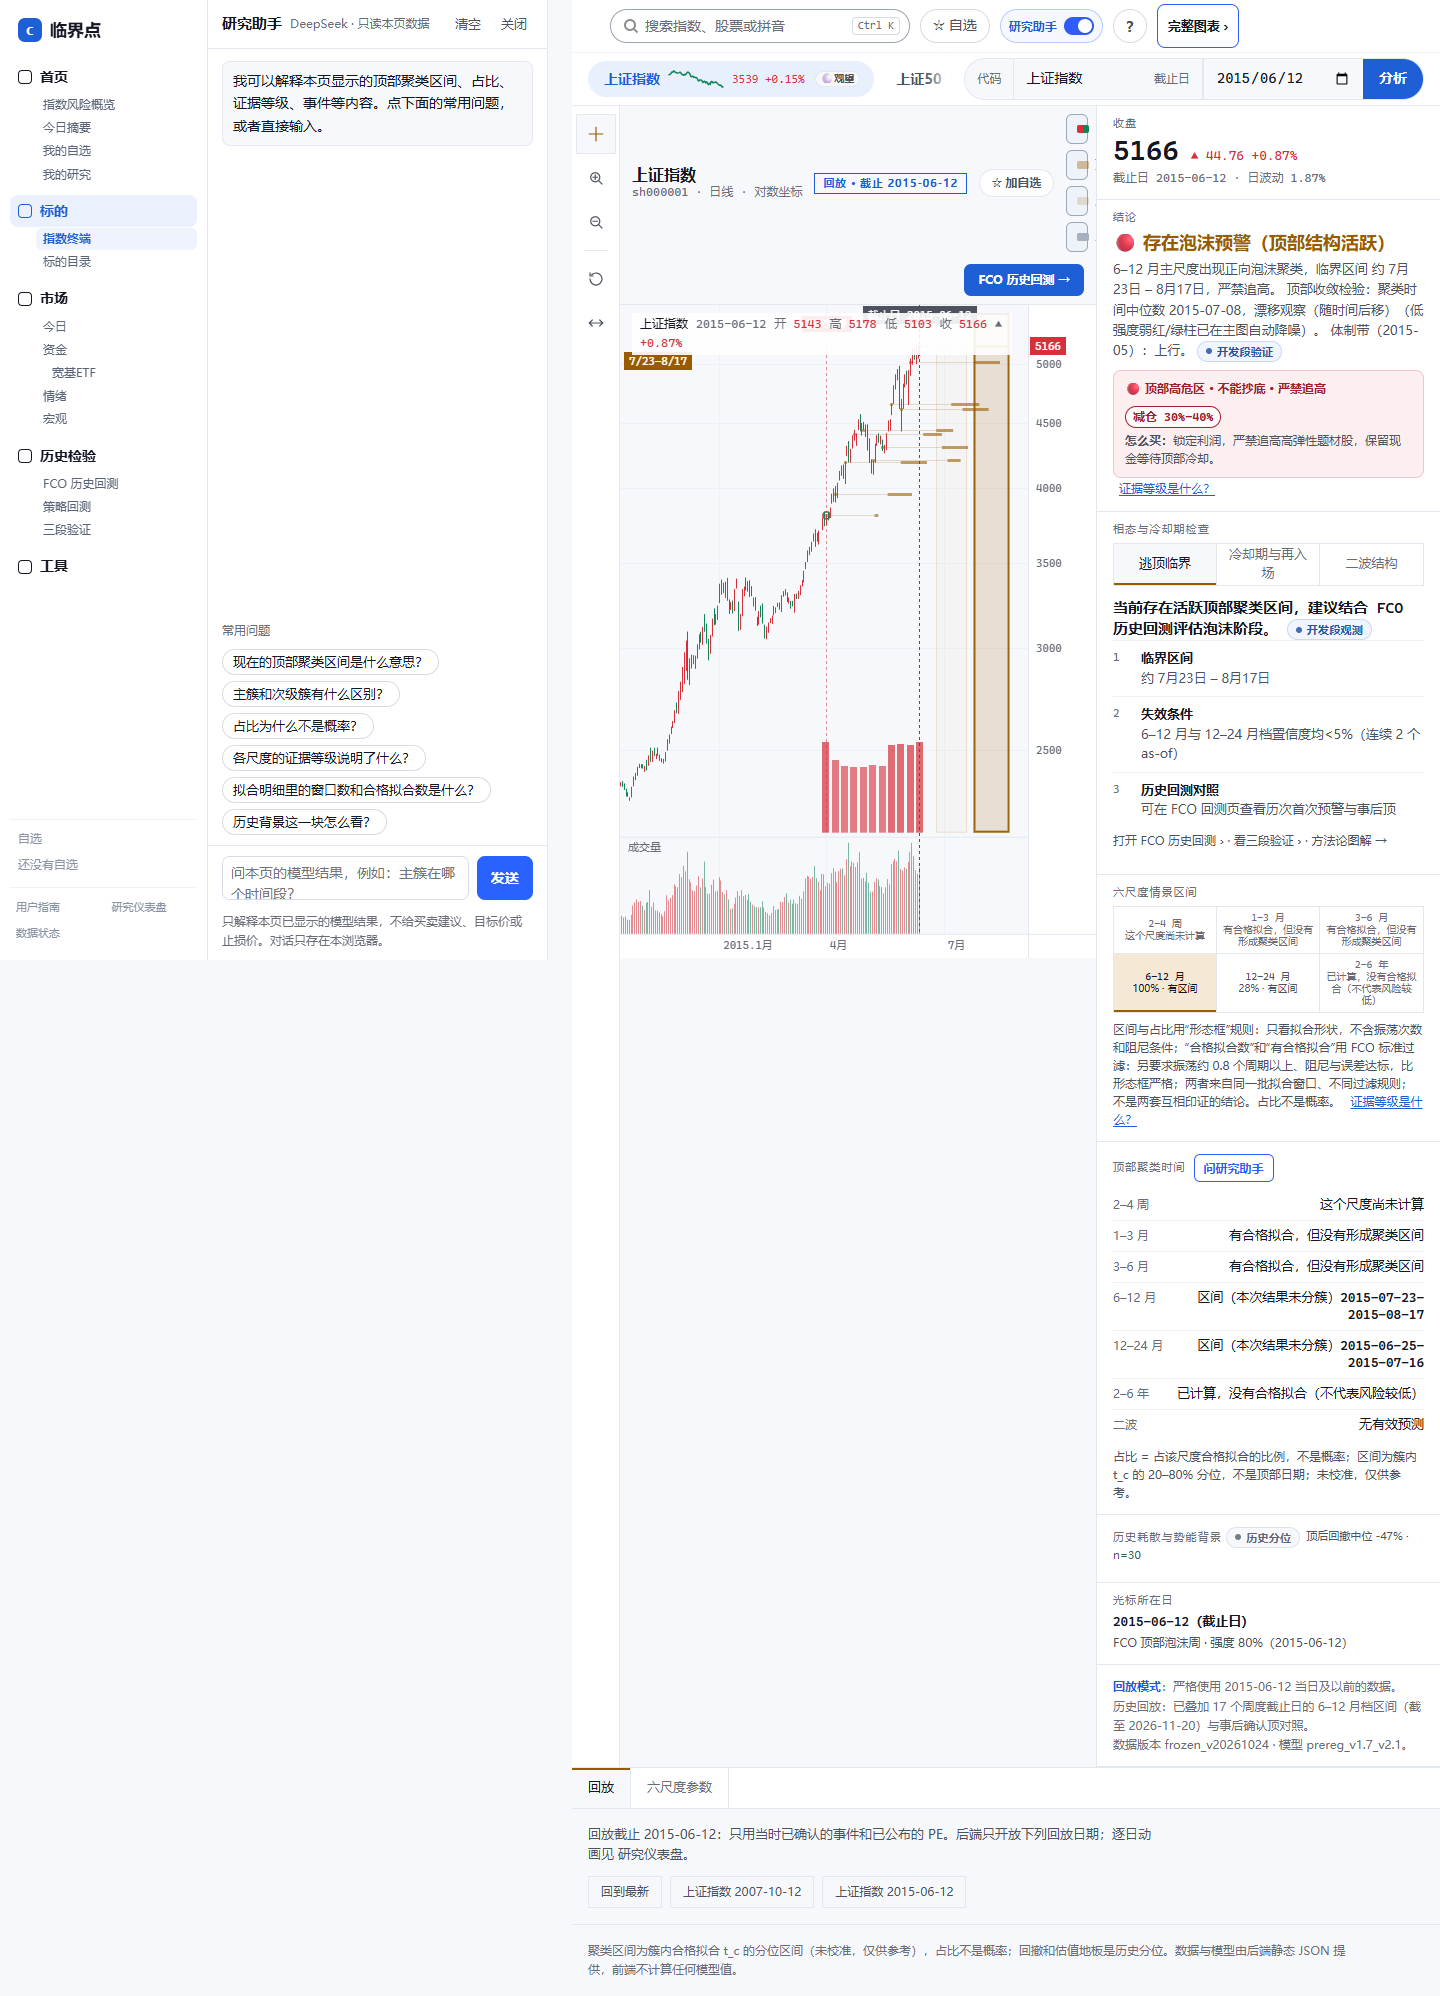 C 临界点
首页
指数风险概览
今日摘要
我的自选
我的研究
标的
指数终端
标的目录
市场
今日
资金
宽基ETF
情绪
宏观
历史检验
FCO 历史回测
策略回测
三段验证
工具
自选
还没有自选
用户指南 研究仪表盘
数据状态
研究助手 DeepSeek · 只读本页数据 清空 关闭
我可以解释本页显示的顶部聚类区间、占比、
证据等级、事件等内容。点下面的常用问题，
或者直接输入。
常用问题
现在的顶部聚类区间是什么意思？
主簇和次级簇有什么区别？
占比为什么不是概率？
各尺度的证据等级说明了什么？
拟合明细里的窗口数和合格拟合数是什么？
历史背景这一块怎么看？
问本页的模型结果，例如：主簇在哪
个时间段？
发送
只解释本页已显示的模型结果，不给买卖建议、目标价或
止损价。对话只存在本浏览器。
搜索指数、股票或拼音 Ctrl K ☆ 自选 研究助手 ? 完整图表 ›
上证指数 3539 +0.15% 观望 上证50 代码 上证指数 截止日 2015/06/12 分析
上证指数
sh000001 · 日线 · 对数坐标
回放 • 截止 2015-06-12
☆ 加自选
FCO 历史回测 →
上证指数 2015-06-12 开 5143 高 5178 低 5103 收 5166 ▲
+0.87%
7/23–8/17
5166
5000
4500
4000
3500
3000
2500
成交量
2015.1月 4月 7月
收盘
5166 ▲ 44.76 +0.87%
截止日 2015-06-12 · 日波动 1.87%
结论
存在泡沫预警（顶部结构活跃）
6–12 月主尺度出现正向泡沫聚类，临界区间 约 7月
23日 – 8月17日，严禁追高。 顶部收敛检验：聚类时
间中位数 2015-07-08，漂移观察（随时间后移）（低
强度弱红/绿柱已在主图自动降噪）。 体制带（2015-
05）：上行。 开发段验证
顶部高危区 • 不能抄底 • 严禁追高
减仓 30%–40%
怎么买：锁定利润，严禁追高高弹性题材股，保留现
金等待顶部冷却。
证据等级是什么？
相态与冷却期检查
逃顶临界
冷却期与再入
场
二波结构
当前存在活跃顶部聚类区间，建议结合 FCO
历史回测评估泡沫阶段。 开发段观测
1 临界区间
约 7月23日 – 8月17日
2 失效条件
6–12 月与 12–24 月档置信度均<5%（连续 2 个
as-of）
3 历史回测对照
可在 FCO 回测页查看历次首次预警与事后顶
打开 FCO 历史回测 › · 看三段验证 › · 方法论图解 →
六尺度情景区间
2–4 周
这个尺度尚未计算
1–3 月
有合格拟合，但没有
形成聚类区间
3–6 月
有合格拟合，但没有
形成聚类区间
6–12 月
100% · 有区间
12–24 月
28% · 有区间
2–6 年
已计算，没有合格拟
合（不代表风险较
低）
区间与占比用“形态框”规则：只看拟合形状，不含振荡次数
和阻尼条件；“合格拟合数”和“有合格拟合”用 FCO 标准过
滤：另要求振荡约 0.8 个周期以上、阻尼与误差达标，比
形态框严格；两者来自同一批拟合窗口、不同过滤规则；
不是两套互相印证的结论。占比不是概率。 证据等级是什
么？
顶部聚类时间 问研究助手
2–4 周 这个尺度尚未计算
1–3 月 有合格拟合，但没有形成聚类区间
3–6 月 有合格拟合，但没有形成聚类区间
6–12 月 区间（本次结果未分簇）2015-07-23–
2015-08-17
12–24 月 区间（本次结果未分簇）2015-06-25–
2015-07-16
2–6 年 已计算，没有合格拟合（不代表风险较低）
二波 无有效预测
占比 = 占该尺度合格拟合的比例，不是概率；区间为簇内
t_c 的 20–80% 分位，不是顶部日期；未校准，仅供参
考。
历史耗散与势能背景 历史分位 顶后回撤中位 -47% ·
n=30
光标所在日
2015-06-12（截止日）
FCO 顶部泡沫周 · 强度 80%（2015-06-12）
回放模式：严格使用 2015-06-12 当日及以前的数据。
历史回放：已叠加 17 个周度截止日的 6–12 月档区间（截
至 2026-11-20）与事后确认顶对照。
数据版本 frozen_v20261024 · 模型 prereg_v1.7_v2.1。
回放 六尺度参数
回放截止 2015-06-12：只用当时已确认的事件和已公布的 PE。后端只开放下列回放日期；逐日动
画见 研究仪表盘。
回到最新 上证指数 2007-10-12 上证指数 2015-06-12
聚类区间为簇内合格拟合 t_c 的分位区间（未校准，仅供参考），占比不是概率；回撤和估值地板是历史分位。数据与模型由后端静态 JSON 提
供，前端不计算任何模型值。